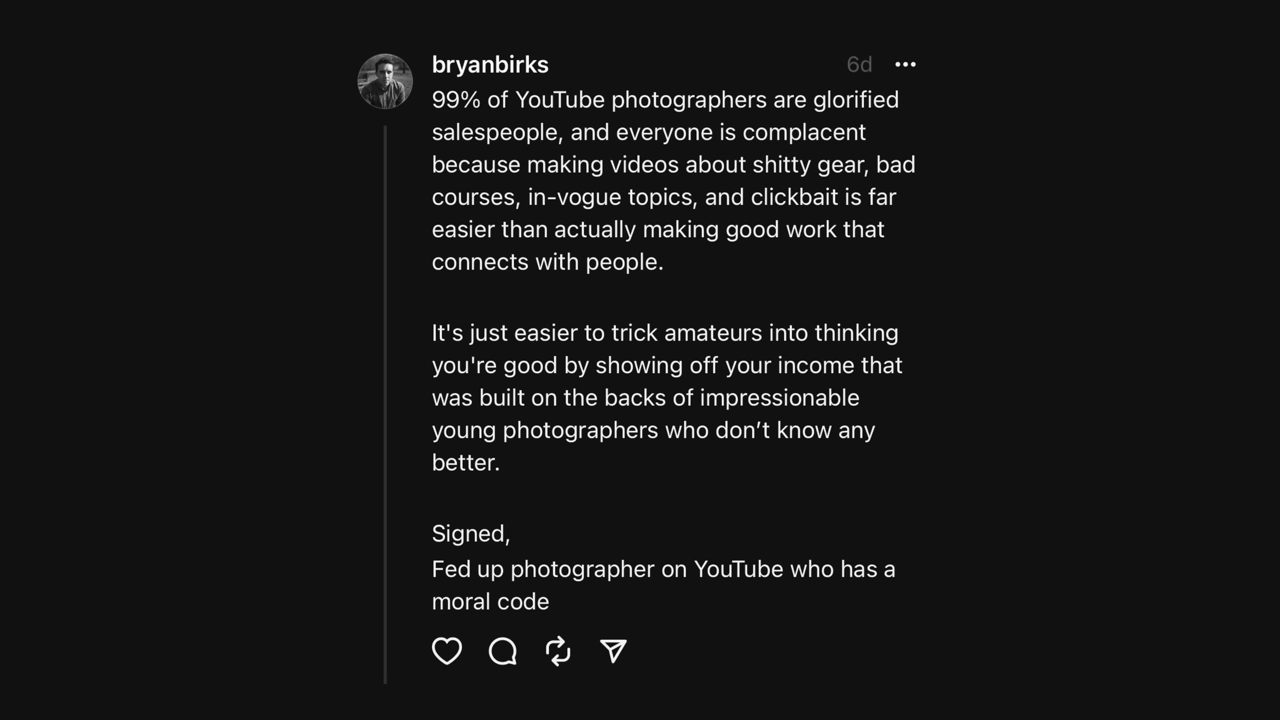 bryanbirks 6d
99% of YouTube photographers are glorified
salespeople, and everyone is complacent
because making videos about shitty gear, bad
courses, in-vogue topics, and clickbait is far
easier than actually making good work that
connects with people.
It's just easier to trick amateurs into thinking
you're good by showing off your income that
was built on the backs of impressionable
young photographers who don’t know any
better.
Signed,
Fed up photographer on YouTube who has a
moral code